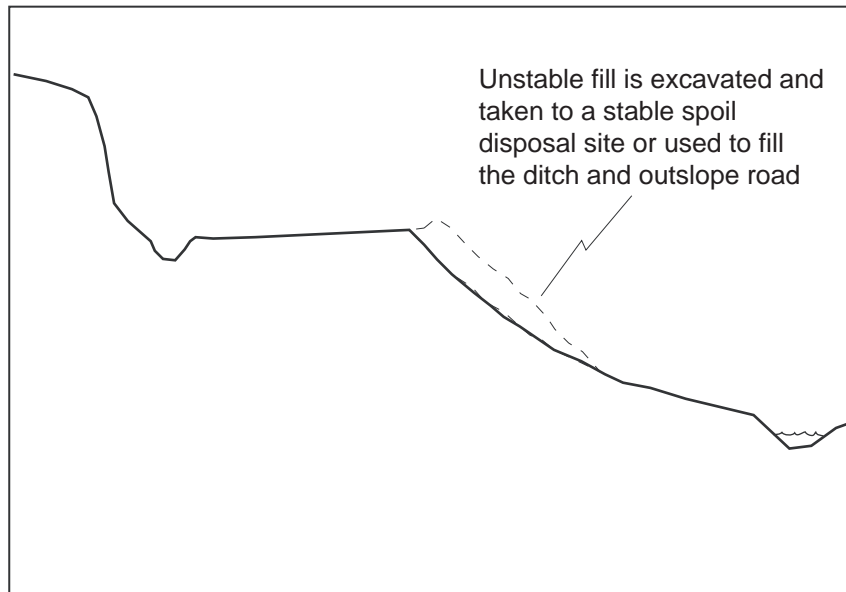 Unstable fill is excavated and
taken to a stable spoil
disposal site or used to fill
the ditch and outslope road